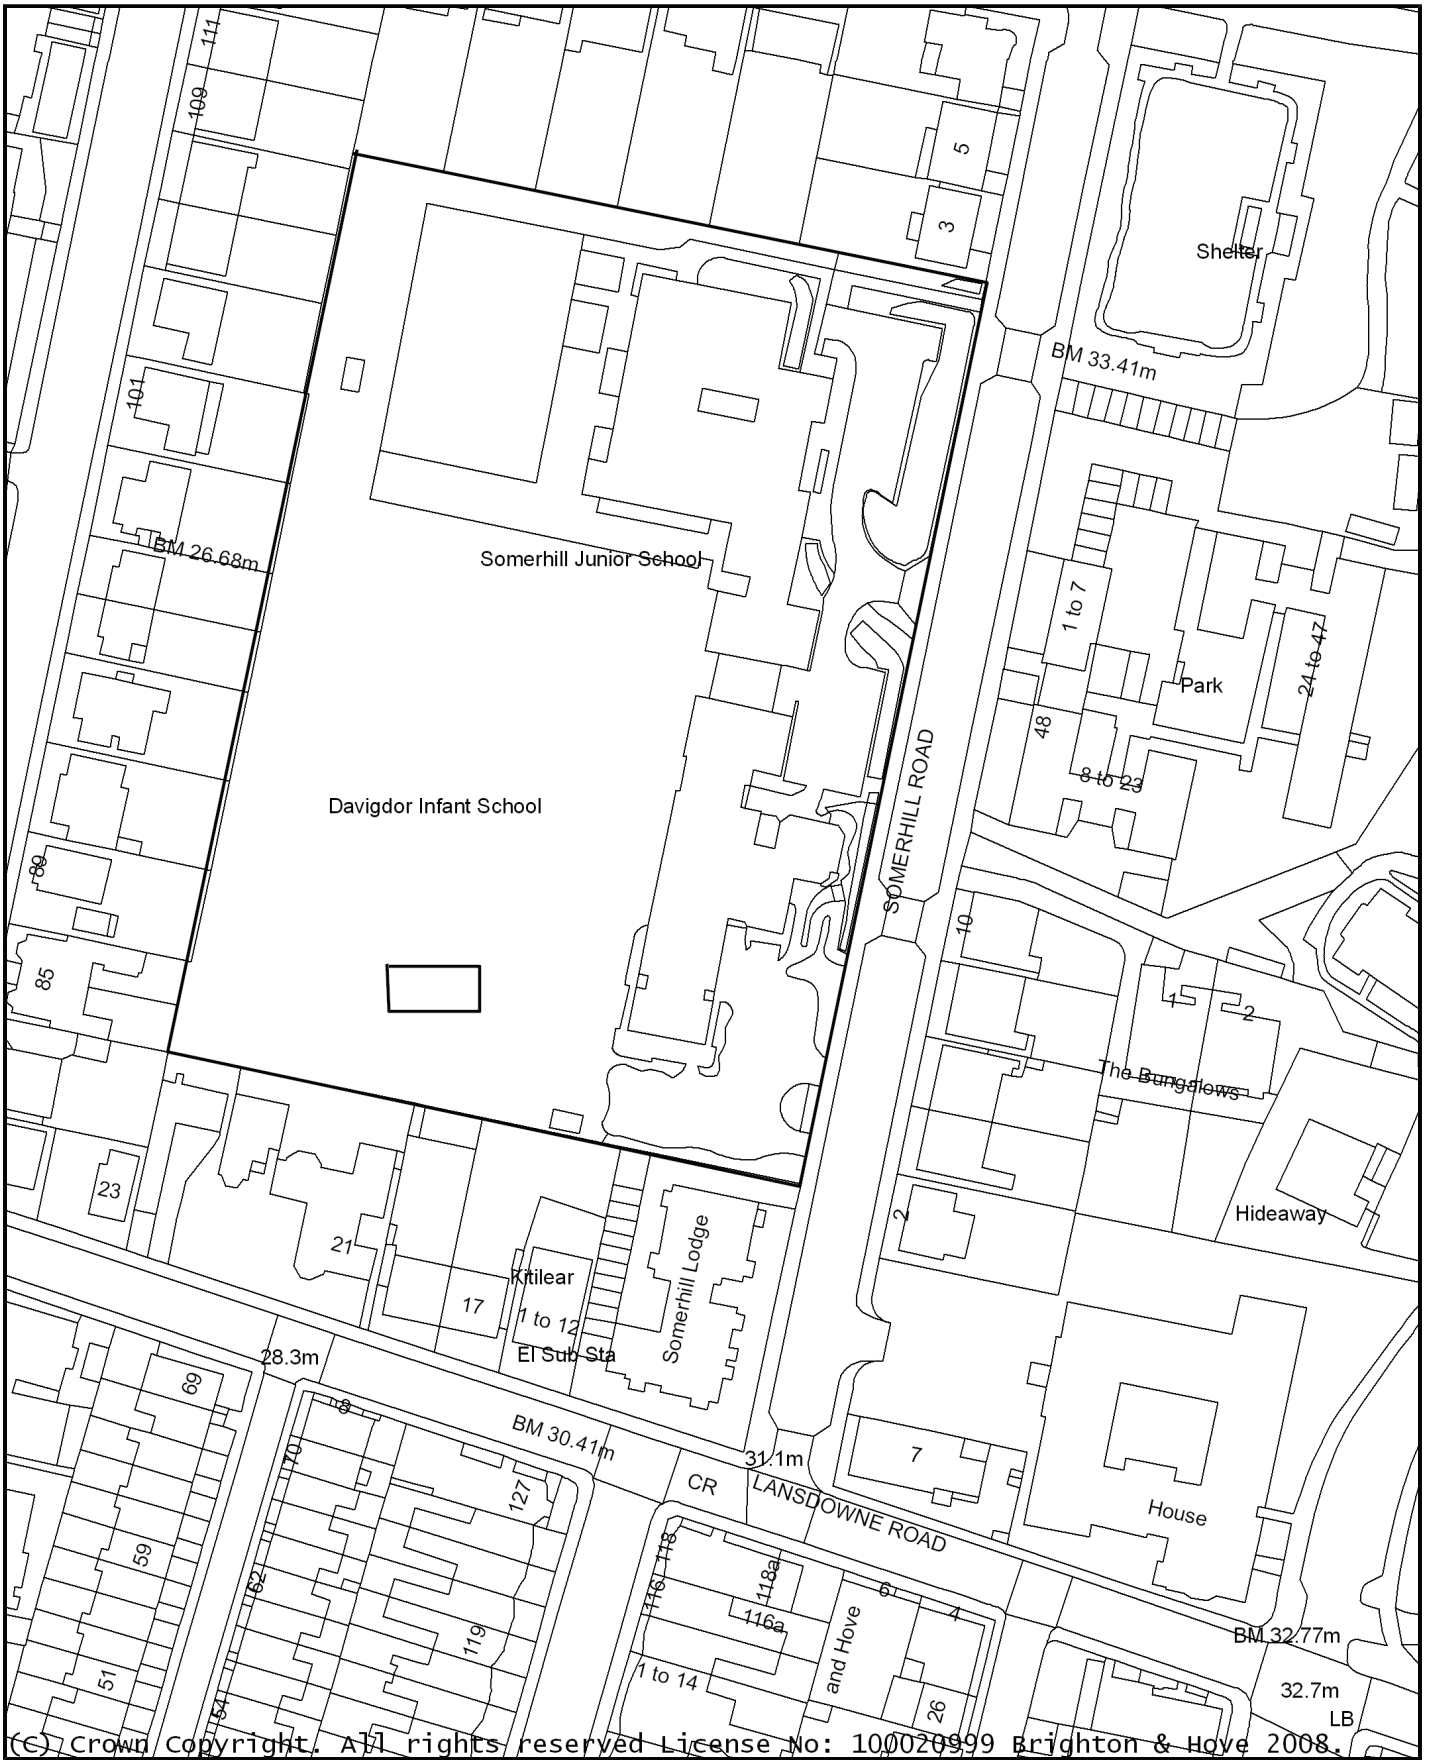 111
109
5
3
Shelter
BM 33.41m
101
BM 26.68m
Somerhill Junior School
1 to 7
24 to 47
Park
48
8 to 23
SOMERHILL ROAD
Davigdor Infant School
89
85
10
1
2
The Bungalows
23
21
2
Hideaway
Somerhill Lodge
Kitilear
17
1 to 12
El Sub Sta
28.3m
69
8
70
BM 30.41m
31.1m
7
CR
LANSDOWNE ROAD
House
127
59
62
118
116
118a
116a
6
4
119
and Hove
1 to 14
BM 32.77m
51
54
26
32.7m
LB
(C) Crown Copyright. All rights reserved License No: 100020999 Brighton & Hove 2008.